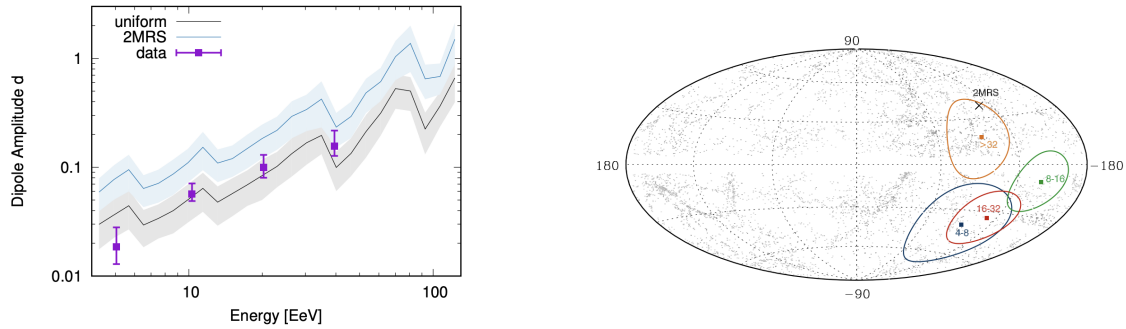 uniform
2MRS
data
1
0.1
0.01
Dipole Amplitude d
10
100
Energy [EeV]
90
2MRS
>32
180
−180
8-16
16-32
4-8
−90